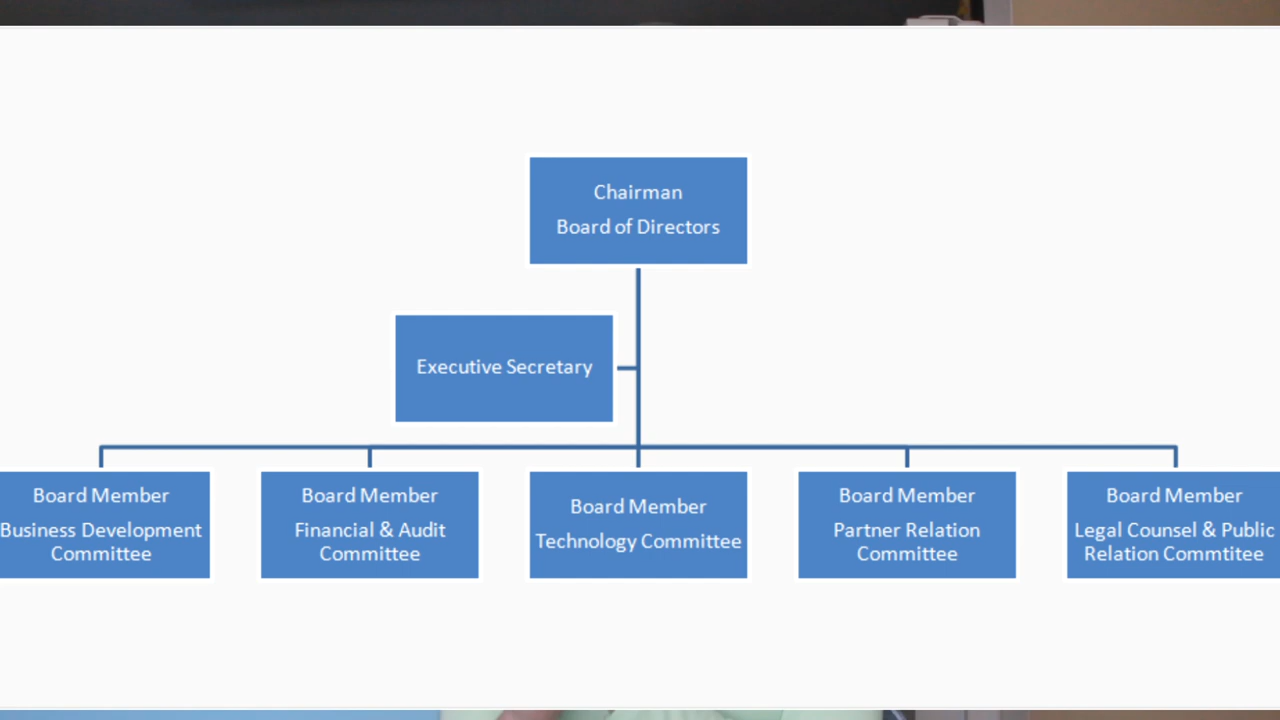 Chairman
Board of Directors
Executive Secretary
Board Member
Business Development
Committee
Board Member
Financial & Audit
Committee
Board Member
Technology Committee
Board Member
Partner Relation
Committee
Board Member
Legal Counsel & Public
Relation Commtitee